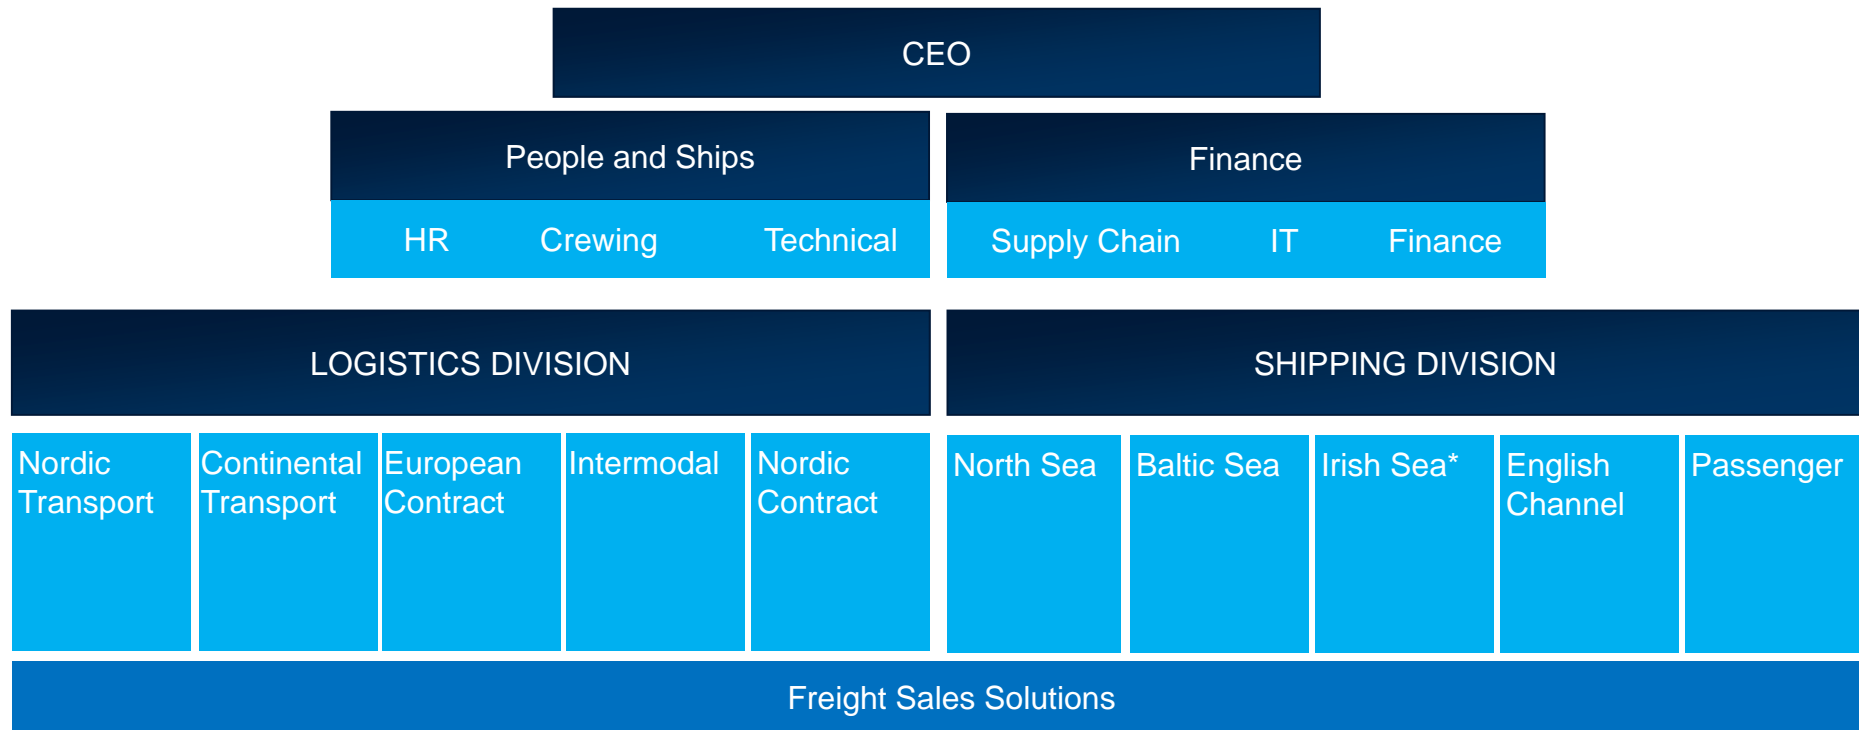 CEO
People and Ships
Finance
HR Crewing Technical
Supply Chain IT Finance
LOGISTICS DIVISION
SHIPPING DIVISION
Nordic
Transport
Continental
Transport
European
Contract
Intermodal
Nordic
Contract
North Sea
Baltic Sea
Irish Sea*
English
Channel
Passenger
Freight Sales Solutions